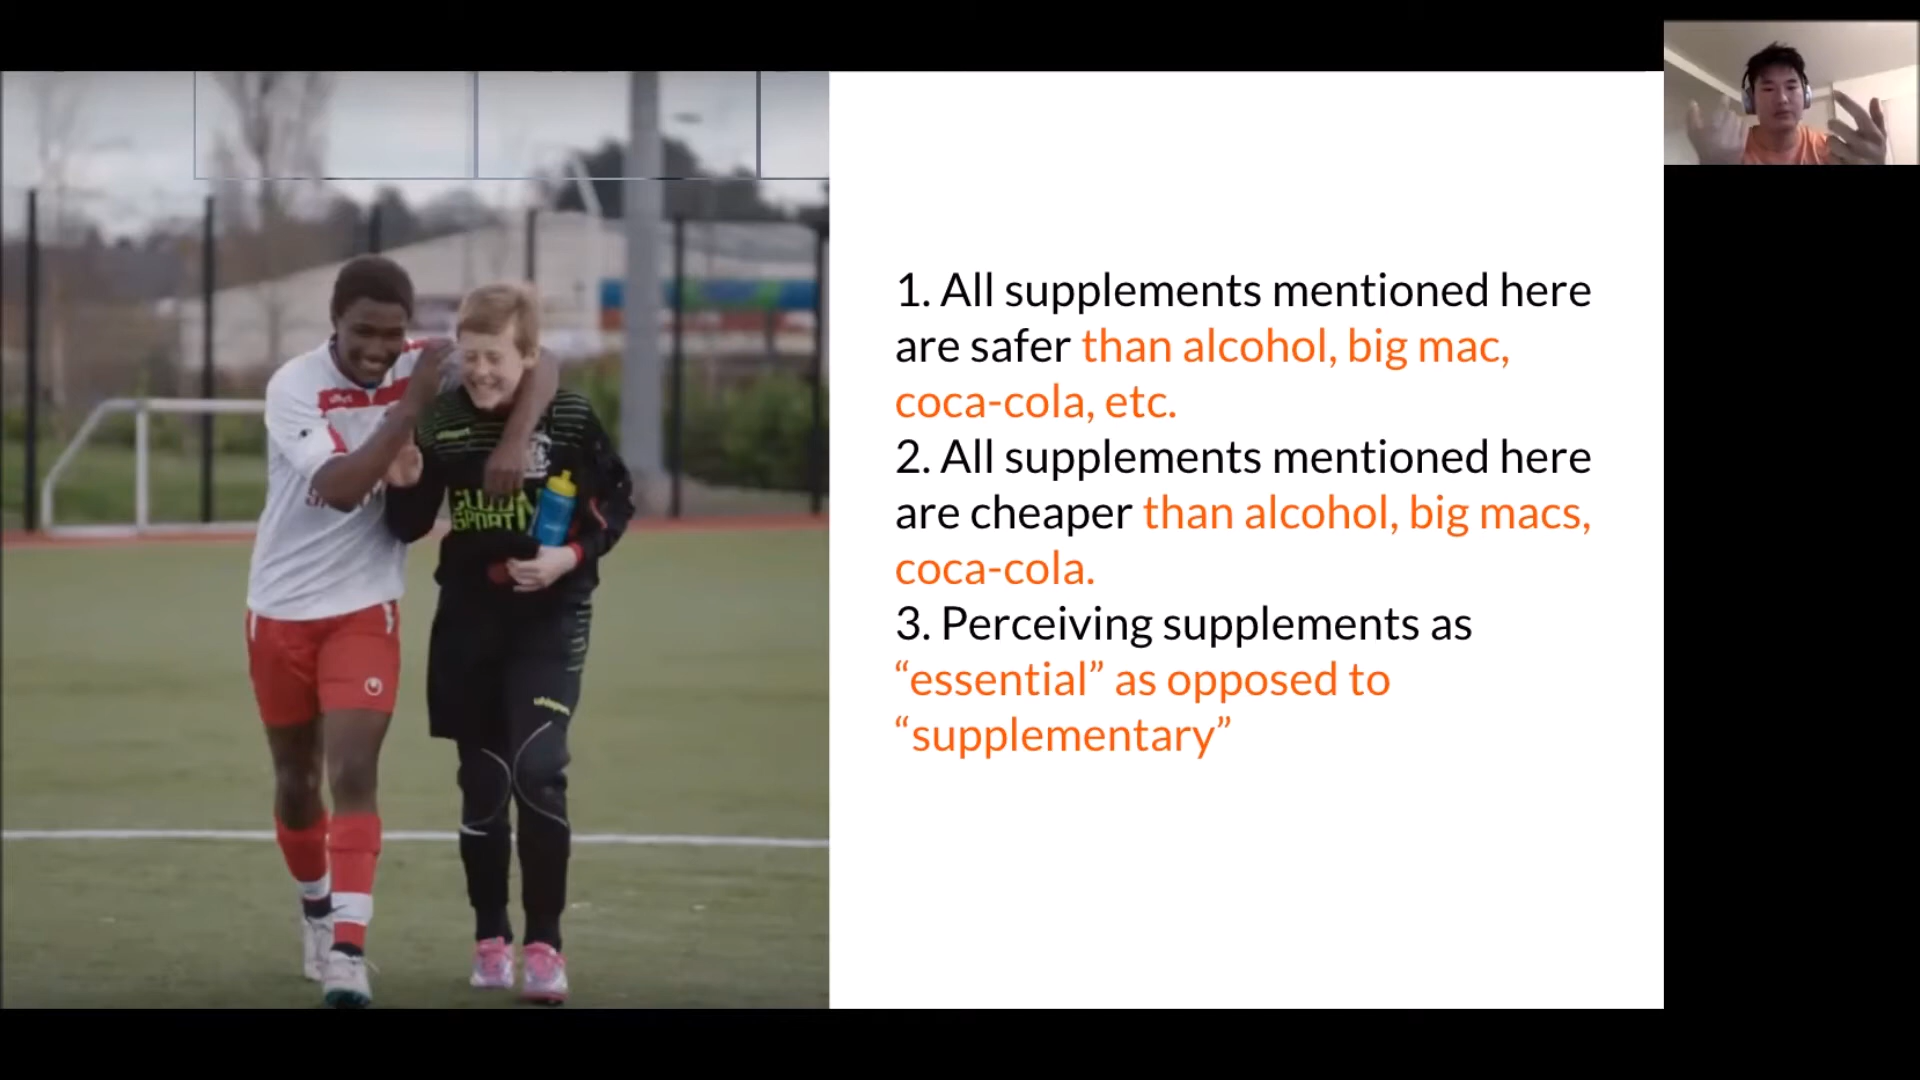 1. All supplements mentioned here
are safer than alcohol, big mac,
coca-cola, etc.
2. All supplements mentioned here
are cheaper than alcohol, big macs,
coca-cola.
3. Perceiving supplements as
“essential” as opposed to
“supplementary”
uhlsport